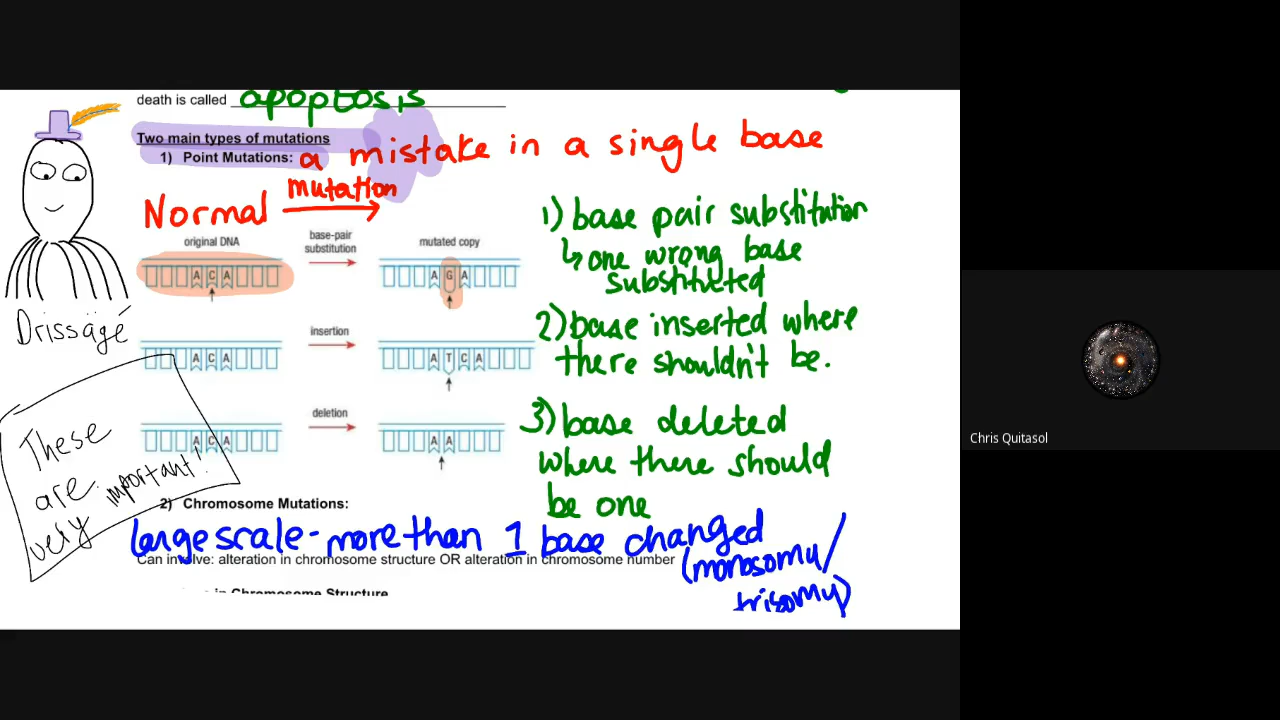 death is called apoptosis
Two main types of mutations
1) Point Mutations: a mistake in a single base
Normal mutation
original DNA base-pair substitution mutated copy
A C A A G A
1) base pair substitution
↳ one wrong base
substituted
insertion
A C A A T C A
2) base inserted where
there shouldn't be.
deletion
A C A A A
3) base deleted
where there should
be one
Drissägé
These
are
very important!
2) Chromosome Mutations:
large scale - more than 1 base changed
(monosomy/
trisomy)
Can involve: alteration in chromosome structure OR alteration in chromosome number
in Chromosome Structure
Chris Quitasol